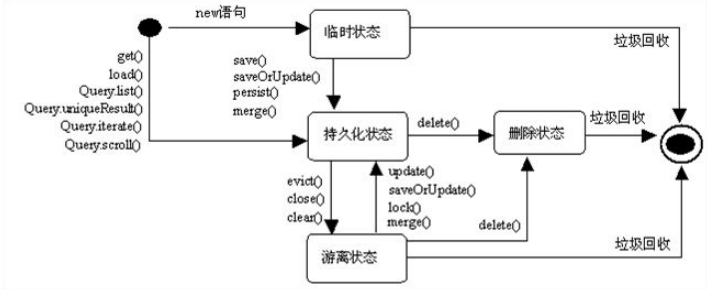 new语句
临时状态
垃圾回收
get()
load()
Query.list()
Query.uniqueResult()
Query.iterate()
Query.scroll()
save()
saveOrUpdate()
persist()
merge()
持久化状态
delete()
删除状态
垃圾回收
evict()
close()
clear()
update()
saveOrUpdate()
lock()
merge()
delete()
游离状态
垃圾回收